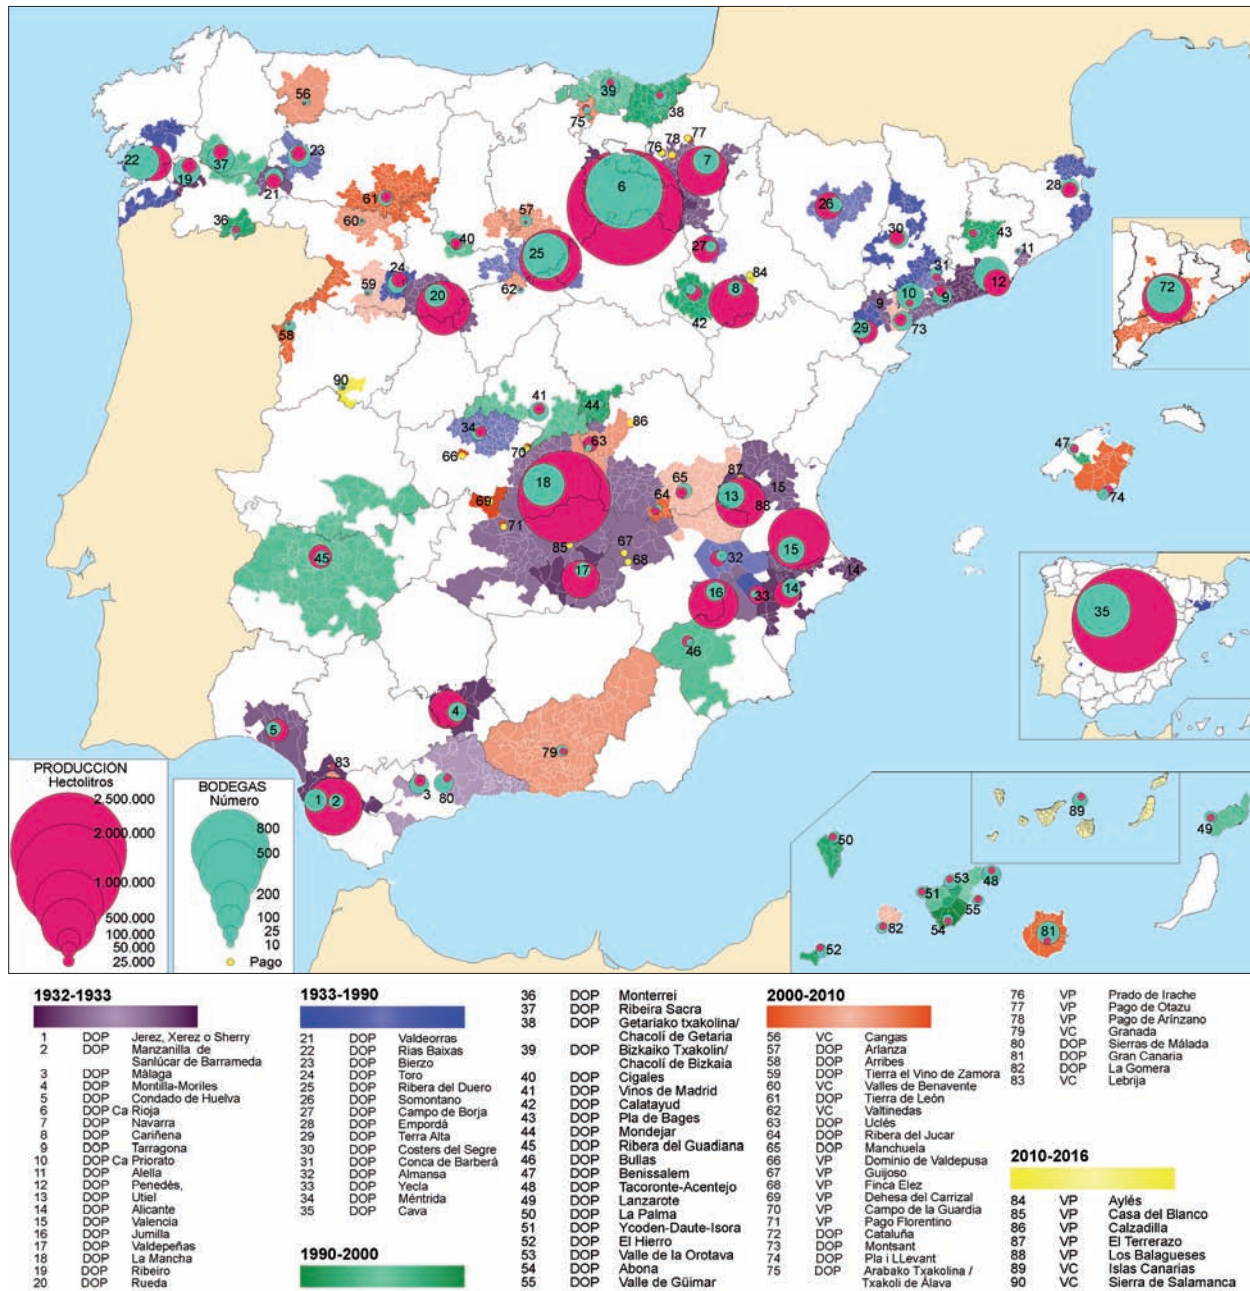 PRODUCCIÓN
Hectolitros
2.500.000
2.000.000
1.000.000
500.000
100.000
50.000
25.000
BODEGAS
Número
800
500
200
100
25
10
Pago
1932-1933
1 DOP Jerez, Xerez o Sherry
2 DOP Manzanilla de
Sanlúcar de Barrameda
3 DOP Málaga
4 DOP Montilla-Moriles
5 DOP Condado de Huelva
6 DOP Ca Rioja
7 DOP Navarra
8 DOP Cariñena
9 DOP Tarragona
10 DOP Ca Priorato
11 DOP Alella
12 DOP Penedès,
13 DOP Utiel
14 DOP Alicante
15 DOP Valencia
16 DOP Jumilla
17 DOP Valdepeñas
18 DOP La Mancha
19 DOP Ribeiro
20 DOP Rueda
1933-1990
21 DOP Valdeorras
22 DOP Rías Baixas
23 DOP Bierzo
24 DOP Toro
25 DOP Ribera del Duero
26 DOP Somontano
27 DOP Campo de Borja
28 DOP Empordá
29 DOP Terra Alta
30 DOP Costers del Segre
31 DOP Conca de Barberá
32 DOP Almansa
33 DOP Yecla
34 DOP Méntrida
35 DOP Cava
1990-2000
36 DOP Monterrei
37 DOP Ribeira Sacra
38 DOP Getariako txakolina/
Chacolí de Getaria
39 DOP Bizkaiko Txakolin/
Chacolí de Bizkaia
40 DOP Cigales
41 DOP Vinos de Madrid
42 DOP Calatayud
43 DOP Pla de Bages
44 DOP Mondejar
45 DOP Ribera del Guadiana
46 DOP Bullas
47 DOP Benissalem
48 DOP Tacoronte-Acentejo
49 DOP Lanzarote
50 DOP La Palma
51 DOP Ycoden-Daute-Isora
52 DOP El Hierro
53 DOP Valle de la Orotava
54 DOP Abona
55 DOP Valle de Güimar
2000-2010
56 VC Cangas
57 DOP Arlanza
58 DOP Arribes
59 DOP Tierra el Vino de Zamora
60 VC Valles de Benavente
61 DOP Tierra de León
62 VC Valtinedas
63 DOP Uclés
64 DOP Ribera del Jucar
65 DOP Manchuela
66 VP Dominio de Valdepusa
67 VP Guijoso
68 VP Finca Elez
69 VP Dehesa del Carrizal
70 VP Campo de la Guardia
71 VP Pago Florentino
72 DOP Cataluña
73 DOP Montsant
74 DOP Pla i LLevant
75 DOP Arabako Txakolina /
Txakoli de Álava
76 VP Prado de Irache
77 VP Pago de Otazu
78 VP Pago de Arínzano
79 VC Granada
80 DOP Sierras de Málada
81 DOP Gran Canaria
82 DOP La Gomera
83 VC Lebrija
2010-2016
84 VP Aylés
85 VP Casa del Blanco
86 VP Calzadilla
87 VP El Terrerazo
88 VP Los Balagueses
89 VC Islas Canarias
90 VC Sierra de Salamanca